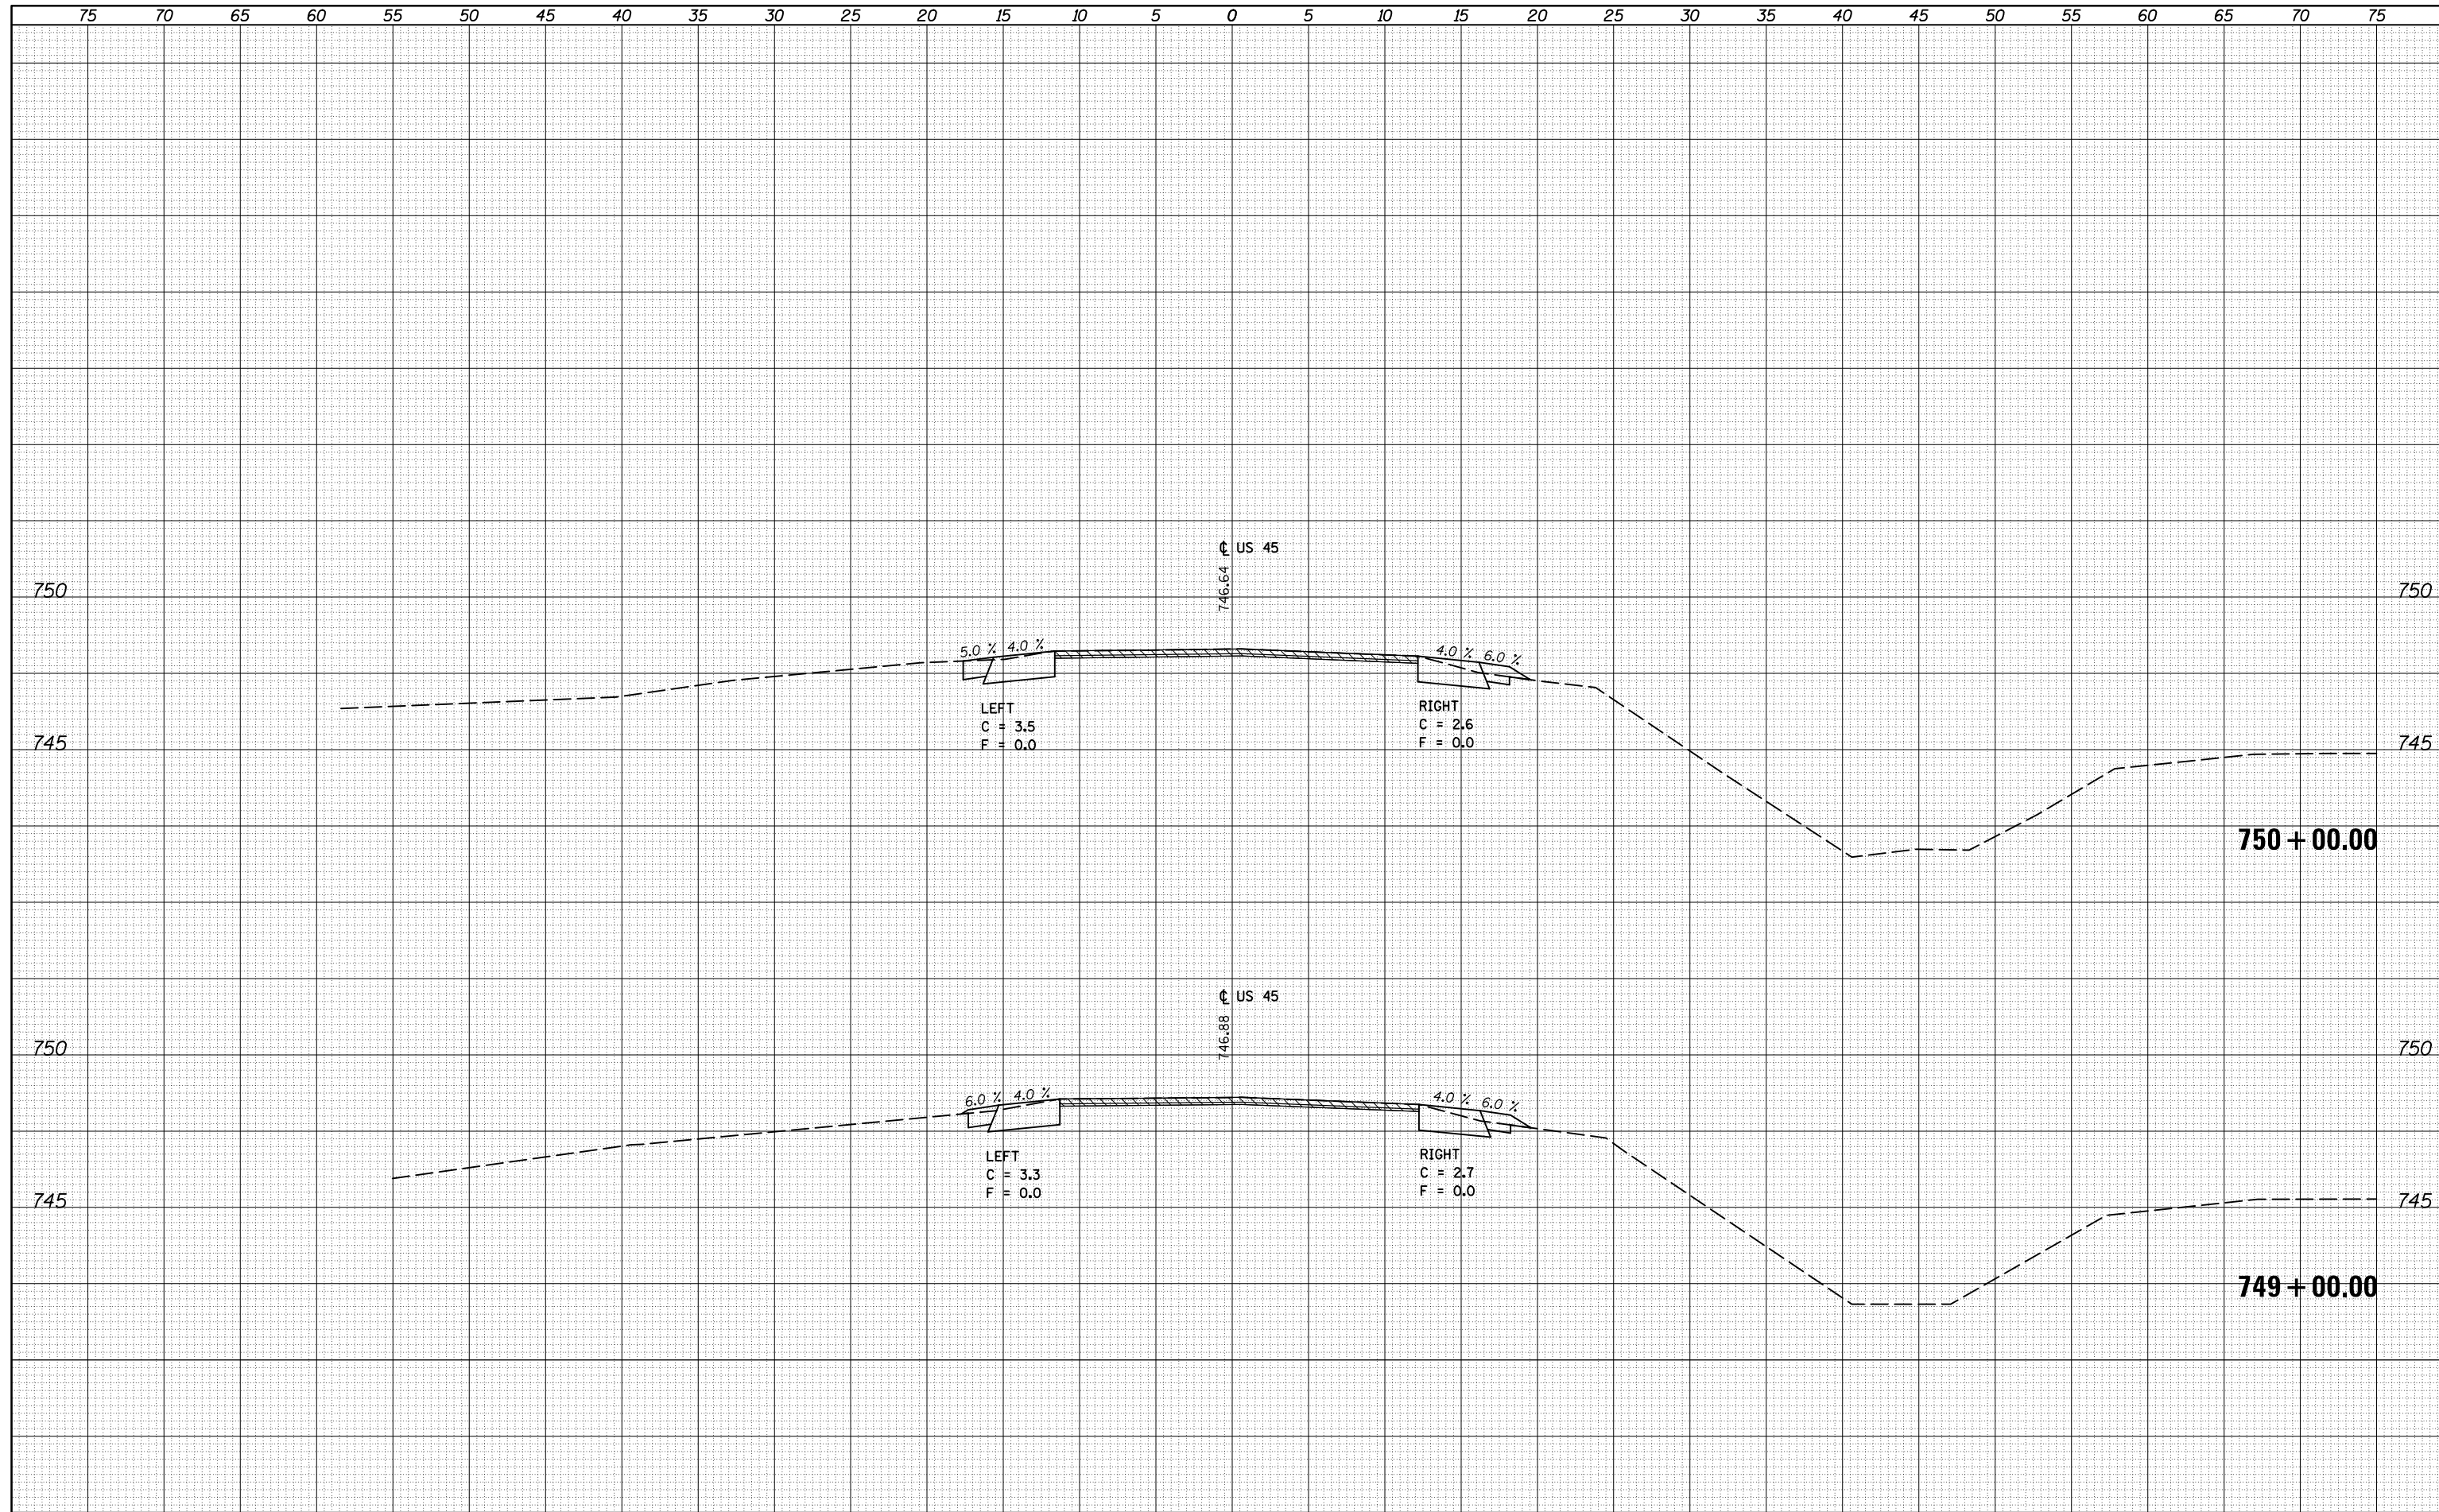 75 70 65 60 55 50 45 40 35 30 25 20 15 10 5 0 5 10 15 20 25 30 35 40 45 50 55 60 65 70 75
℄ US 45
746.64
750 750
5.0 % 4.0 % 4.0 % 6.0 %
LEFT
C = 3.5
F = 0.0
RIGHT
C = 2.6
F = 0.0
745 745
750+00.00
℄ US 45
746.88
750 750
6.0 % 4.0 % 4.0 % 6.0 %
LEFT
C = 3.3
F = 0.0
RIGHT
C = 2.7
F = 0.0
745 745
749+00.00